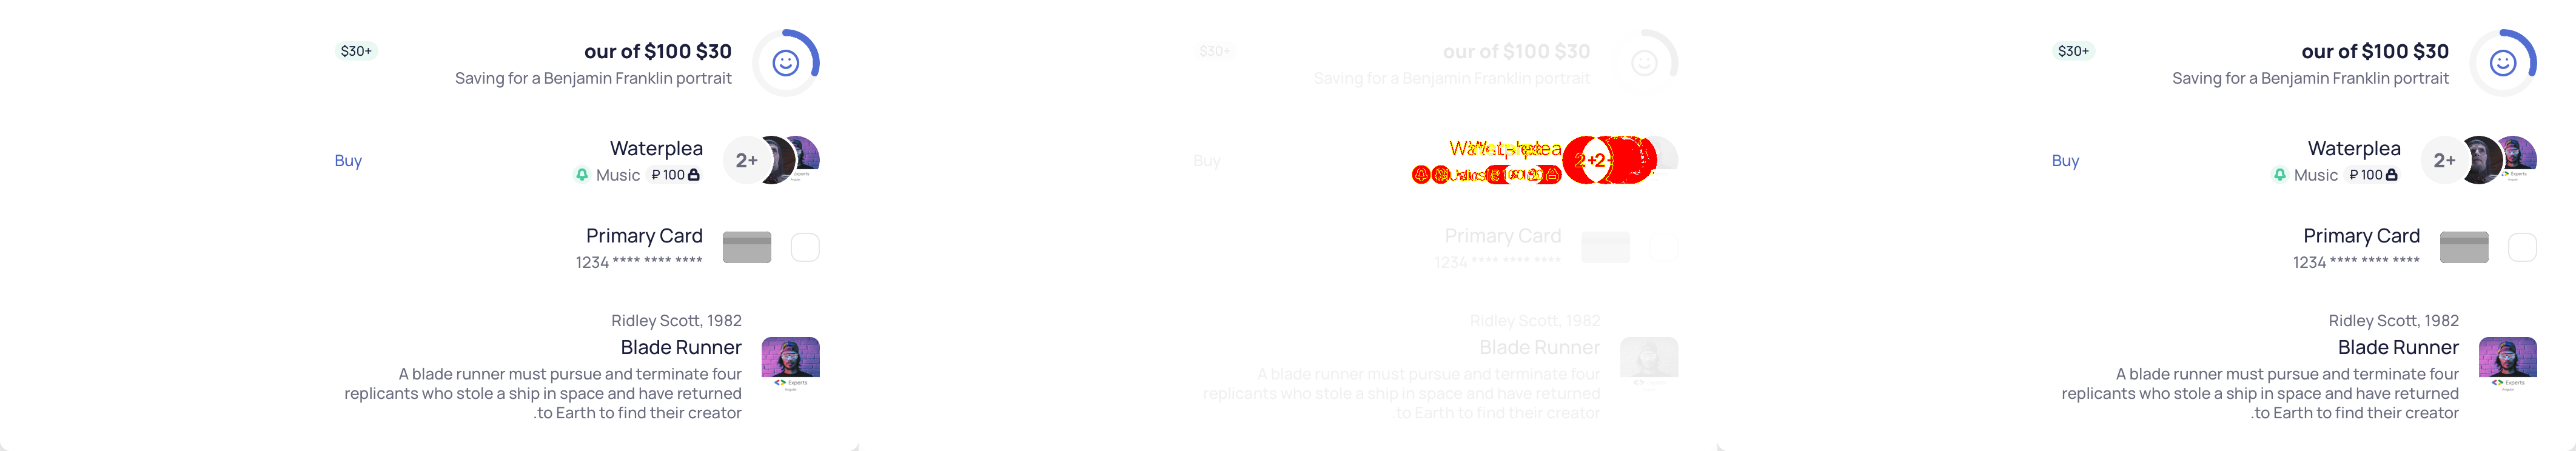 our of $100 $30
$30+
Saving for a Benjamin Franklin portrait
Waterplea
2+
Buy
Music ₽ 100
Primary Card
1234 **** **** ****
Ridley Scott, 1982
Blade Runner
Experts
A blade runner must pursue and terminate four
replicants who stole a ship in space and have returned
.to Earth to find their creator
our of $100 $30
$30+
Saving for a Benjamin Franklin portrait
Buy
Primary Card
1234 **** **** ****
Ridley Scott, 1982
Blade Runner
A blade runner must pursue and terminate four
replicants who stole a ship in space and have returned
to Earth to find their creator
our of $100 $30
$30+
Saving for a Benjamin Franklin portrait
Waterplea
2+
Experts
Buy
Music ₽ 100
Primary Card
1234 **** **** ****
Ridley Scott, 1982
Blade Runner
Experts
A blade runner must pursue and terminate four
replicants who stole a ship in space and have returned
.to Earth to find their creator